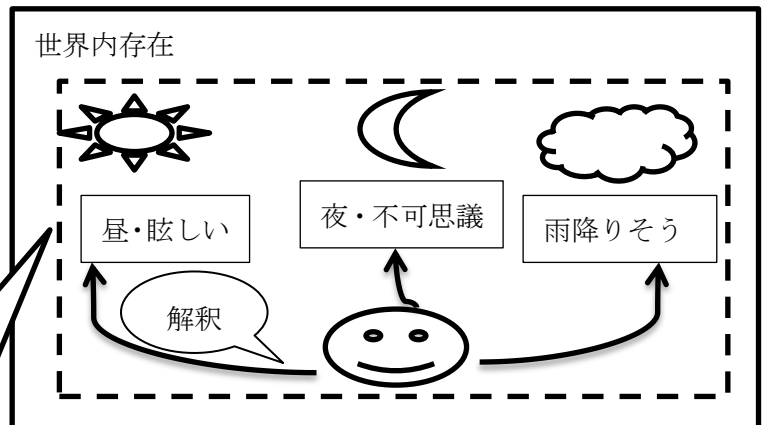 世界内存在
昼・眩しい
夜・不可思議
雨降りそう
解釈